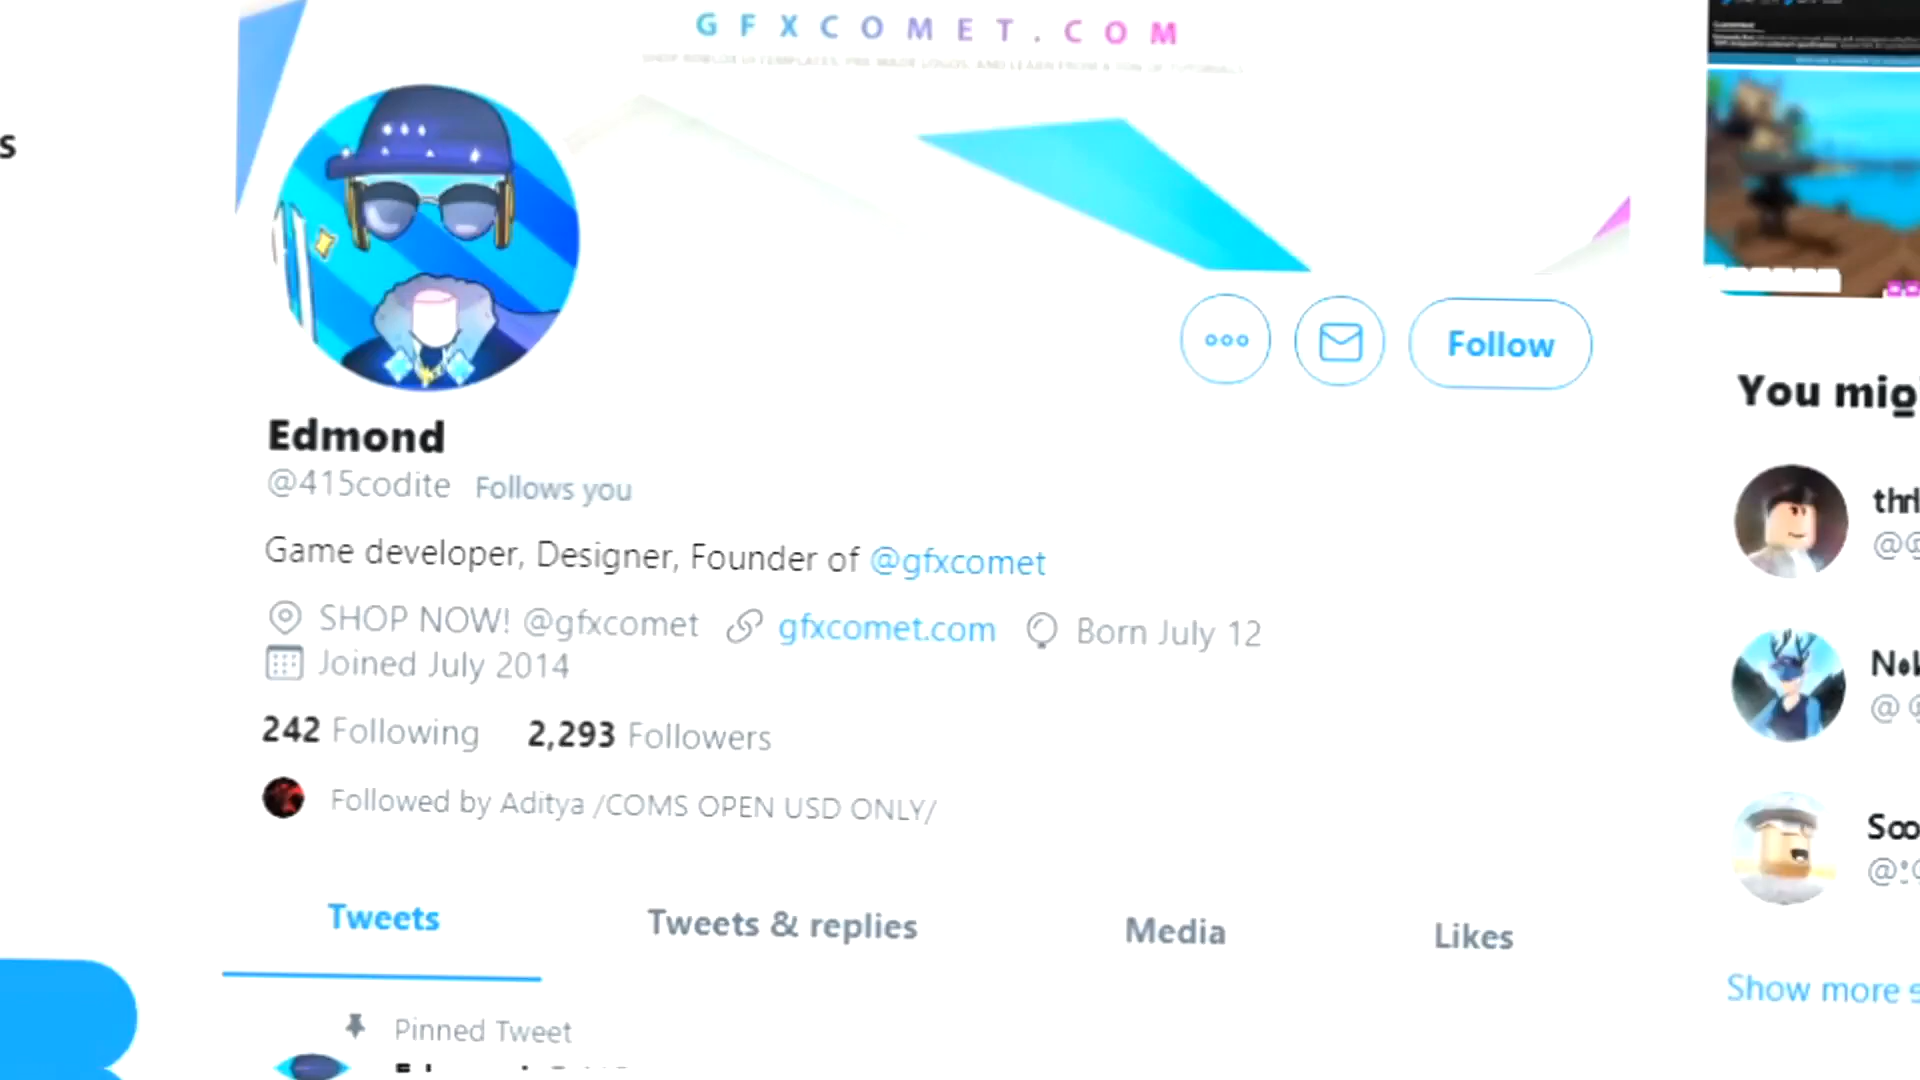 GFXCOMET.COM
s
Edmond
@415codite Follows you
Game developer, Designer, Founder of @gfxcomet
SHOP NOW! @gfxcomet gfxcomet.com Born July 12
Joined July 2014
242 Following 2,293 Followers
Followed by Aditya /COMS OPEN USD ONLY/
Tweets Tweets & replies Media Likes
Pinned Tweet
You mig
thr
Show more s